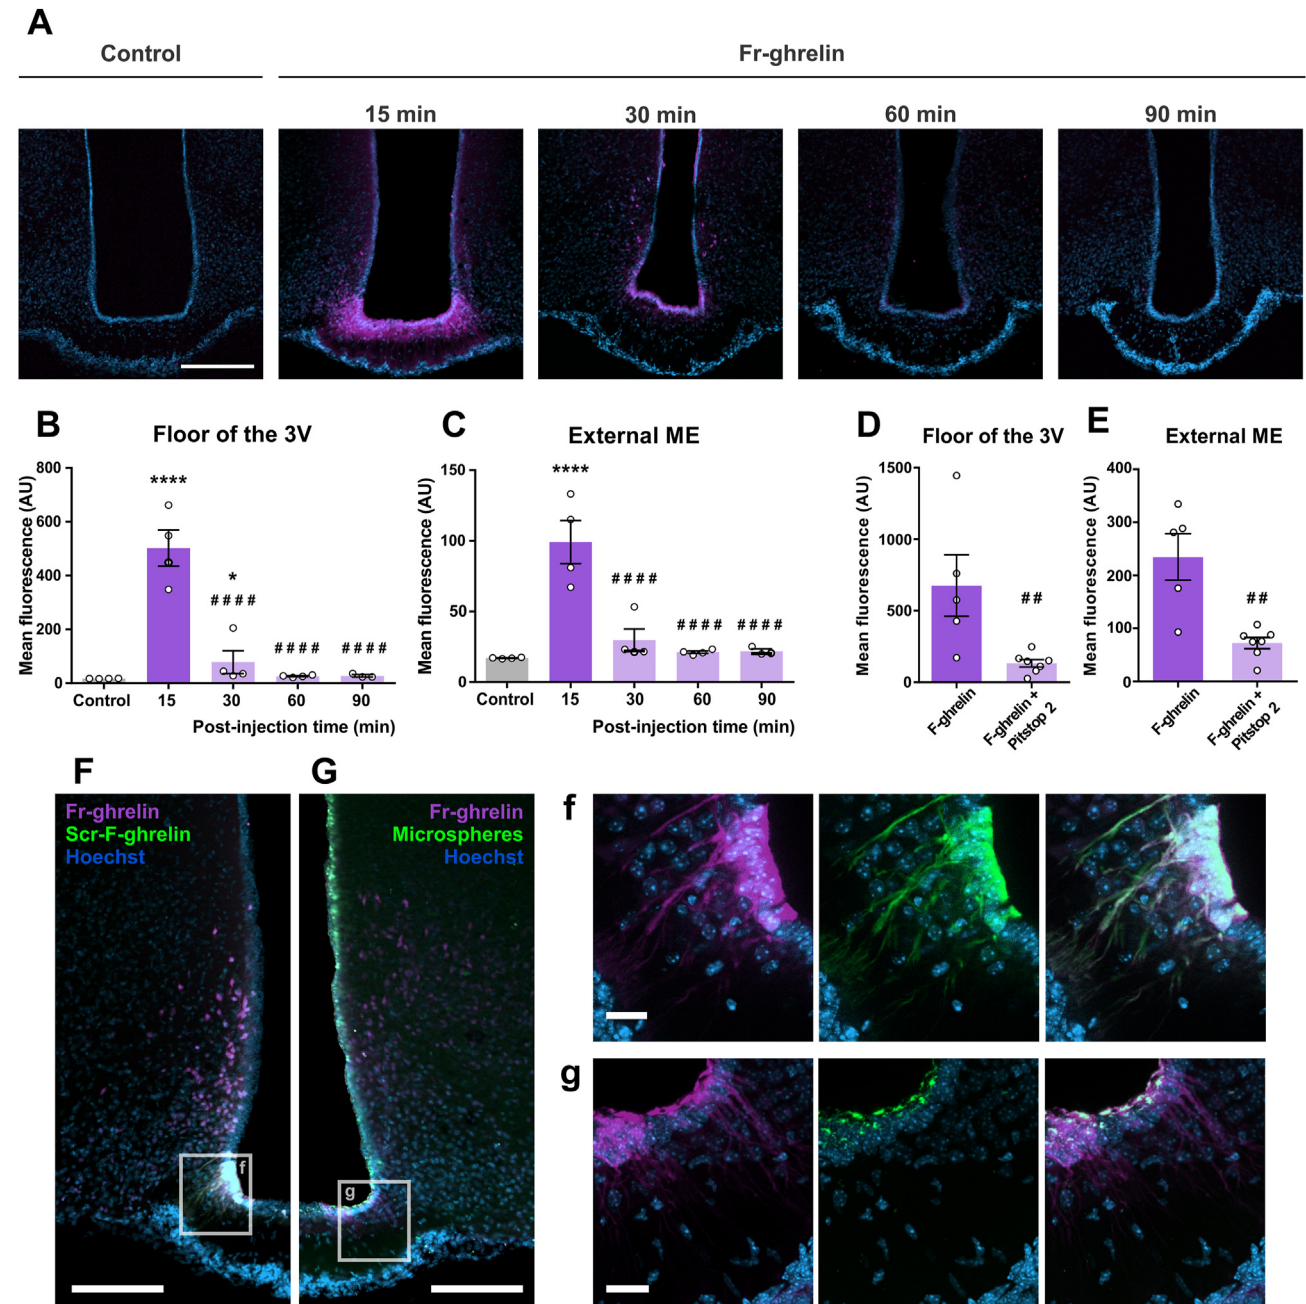 A
Control
Fr-ghrelin
15 min
30 min
60 min
90 min
B
Floor of the 3V
Mean fluorescence (AU)
800
600
400
200
0
****
*
####
####
####
Control
15
30
60
90
Post-injection time (min)
C
External ME
Mean fluorescence (AU)
150
100
50
0
****
####
####
####
Control
15
30
60
90
Post-injection time (min)
D
Floor of the 3V
Mean fluorescence (AU)
1500
1000
500
0
##
F-ghrelin
F-ghrelin +
Pitstop 2
E
External ME
Mean fluorescence (AU)
400
300
200
100
0
##
F-ghrelin
F-ghrelin +
Pitstop 2
F
Fr-ghrelin
Scr-F-ghrelin
Hoechst
f
G
Fr-ghrelin
Microspheres
Hoechst
g
f
g